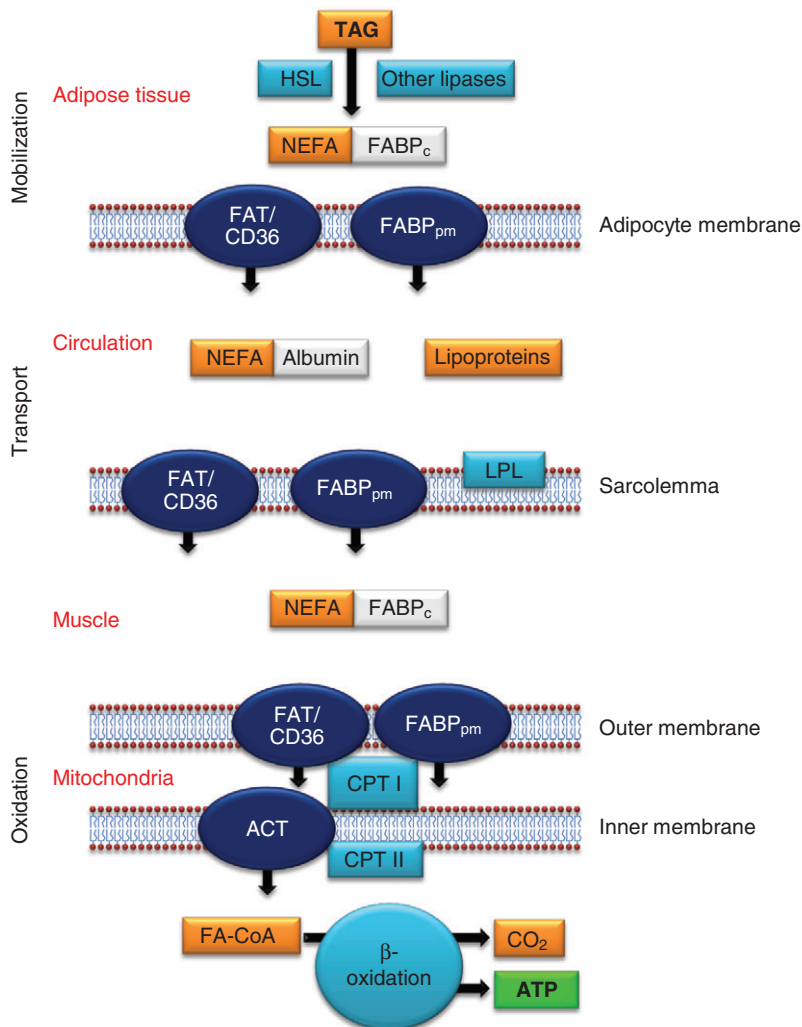 TAG
HSL
Other lipases
Adipose tissue
Mobilization
NEFA FABPc
FAT/
CD36
FABPpm
Adipocyte membrane
Circulation
NEFA Albumin
Lipoproteins
Transport
FAT/
CD36
FABPpm
LPL
Sarcolemma
NEFA FABPc
Muscle
FAT/
CD36
FABPpm
Outer membrane
Mitochondria
CPT I
Oxidation
ACT
Inner membrane
CPT II
FA-CoA
β-
oxidation
CO₂
ATP